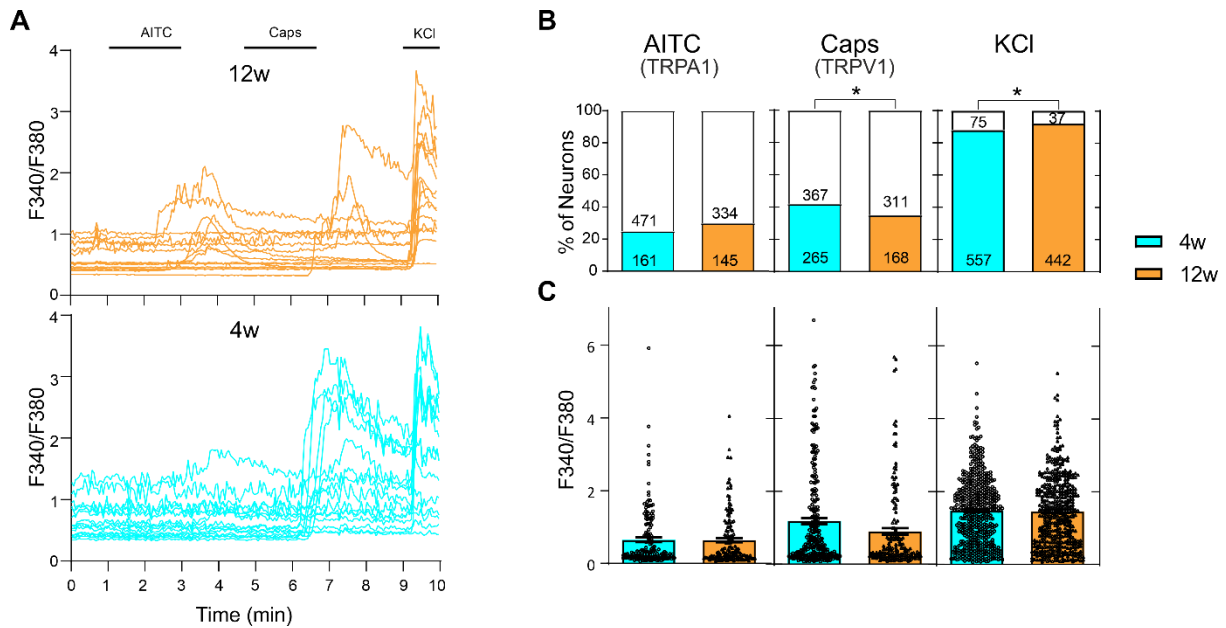 A
AITC
Caps
KCl
4
3
2
1
0
F340/F380
12w
4
3
2
1
0
F340/F380
4w
0
1
2
3
4
5
6
7
8
9
10
Time (min)
B
AITC
(TRPA1)
Caps
(TRPV1)
KCl
*
*
100
80
60
40
20
0
% of Neurons
471
161
334
145
367
265
311
168
75
557
37
442
4w
12w
C
6
4
2
0
F340/F380